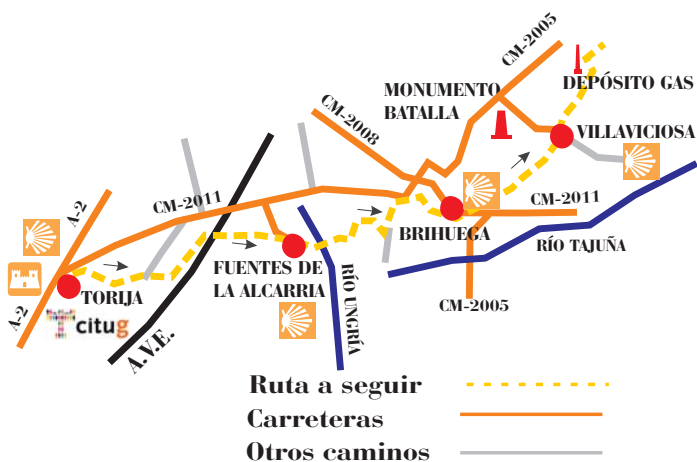 CM-2005
DEPÓSITO GAS
MONUMENTO
BATALLA
CM-2008
VILLAVICIOSA
CM-2011
A-2
CM-2011
BRIHUEGA
RÍO TAJUÑA
FUENTES DE
LA ALCARRIA
TORIJA
RÍO UNGRÍA
CM-2005
A-2
Tcitug
A.V.E.
Ruta a seguir
Carreteras
Otros caminos